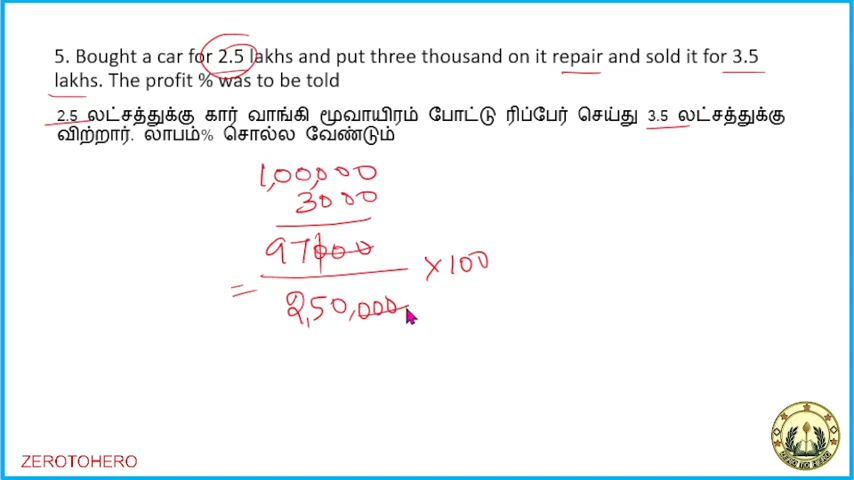 5. Bought a car for 2.5 lakhs and put three thousand on it repair and sold it for 3.5
lakhs. The profit % was to be told
2.5 லட்சத்துக்கு கார் வாங்கி மூவாயிரம் போட்டு ரிப்பேர் செய்து 3.5 லட்சத்துக்கு
விற்றார். லாபம்% சொல்ல வேண்டும்
1,00,000
3000
97000
= × 100
2,50,000
ZEROTOHERO